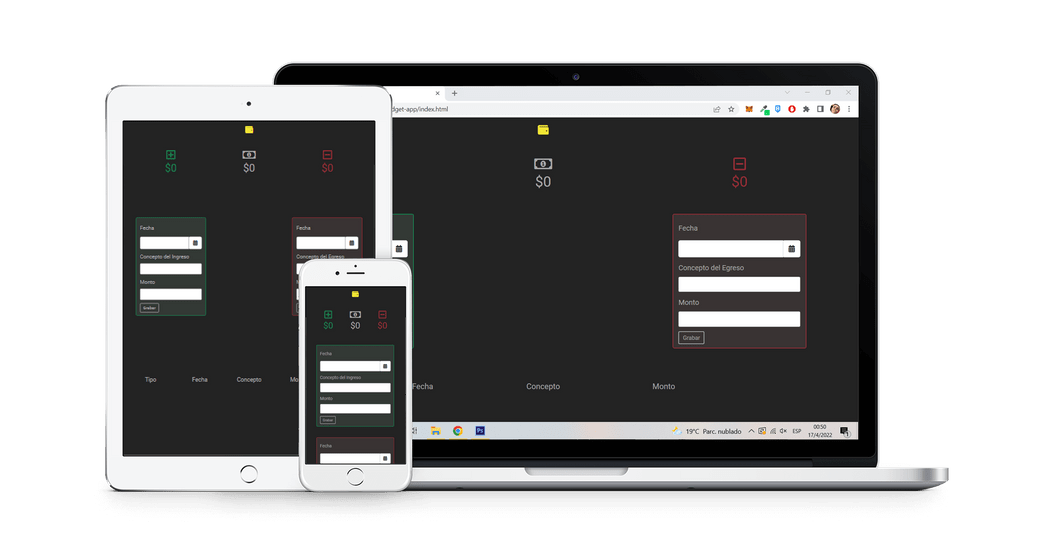 $0
$0
$0
Fecha
Concepto del Ingreso
Monto
Grabar
Fecha
Concepto del Egreso
Tipo
Fecha
Concepto
$0
$0
$0
Fecha
Concepto del Ingreso
Monto
Grabar
Fecha
dget-app/index.html
$0
$0
Fecha
Concepto del Egreso
Monto
Grabar
Fecha
Concepto
Monto
Ps
19°C Parc. nublado
ESP
00:50
17/4/2022
1